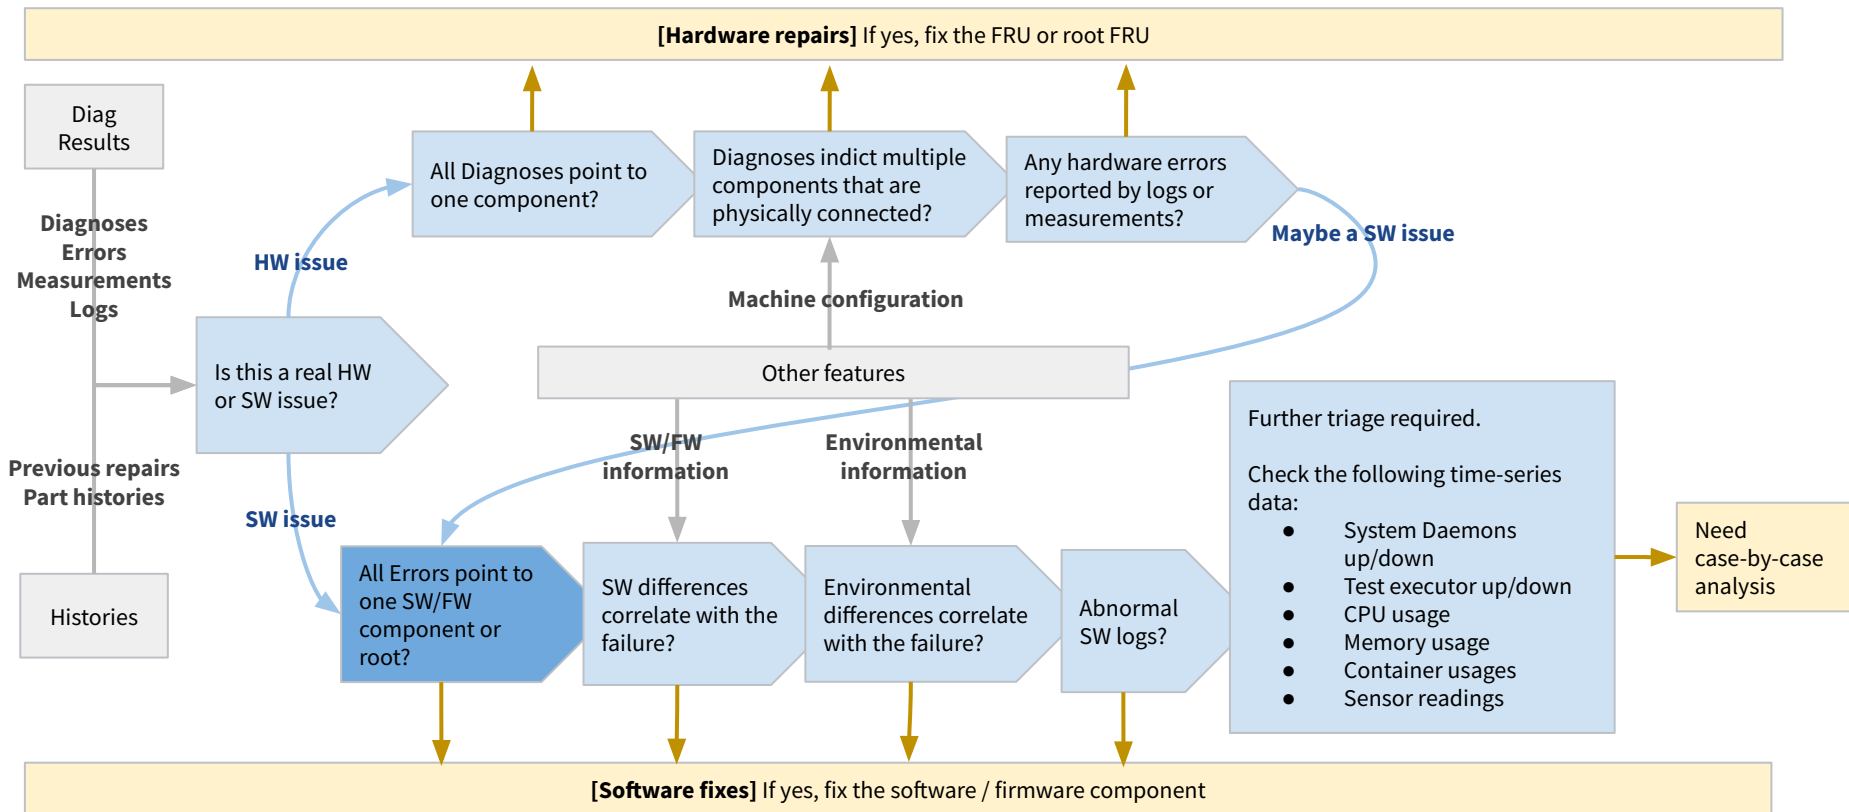 [Hardware repairs] If yes, fix the FRU or root FRU
Diag
Results
Diagnoses
Errors
Measurements
Logs
HW issue
All Diagnoses point to
one component?
Diagnoses indict multiple
components that are
physically connected?
Any hardware errors
reported by logs or
measurements?
Maybe a SW issue
Machine configuration
Is this a real HW
or SW issue?
Other features
SW/FW
information
Environmental
information
Previous repairs
Part histories
SW issue
Histories
All Errors point to
one SW/FW
component or
root?
SW differences
correlate with the
failure?
Environmental
differences correlate
with the failure?
Abnormal
SW logs?
Further triage required.
Check the following time-series
data:
● System Daemons
up/down
● Test executor up/down
● CPU usage
● Memory usage
● Container usages
● Sensor readings
Need
case-by-case
analysis
[Software fixes] If yes, fix the software / firmware component